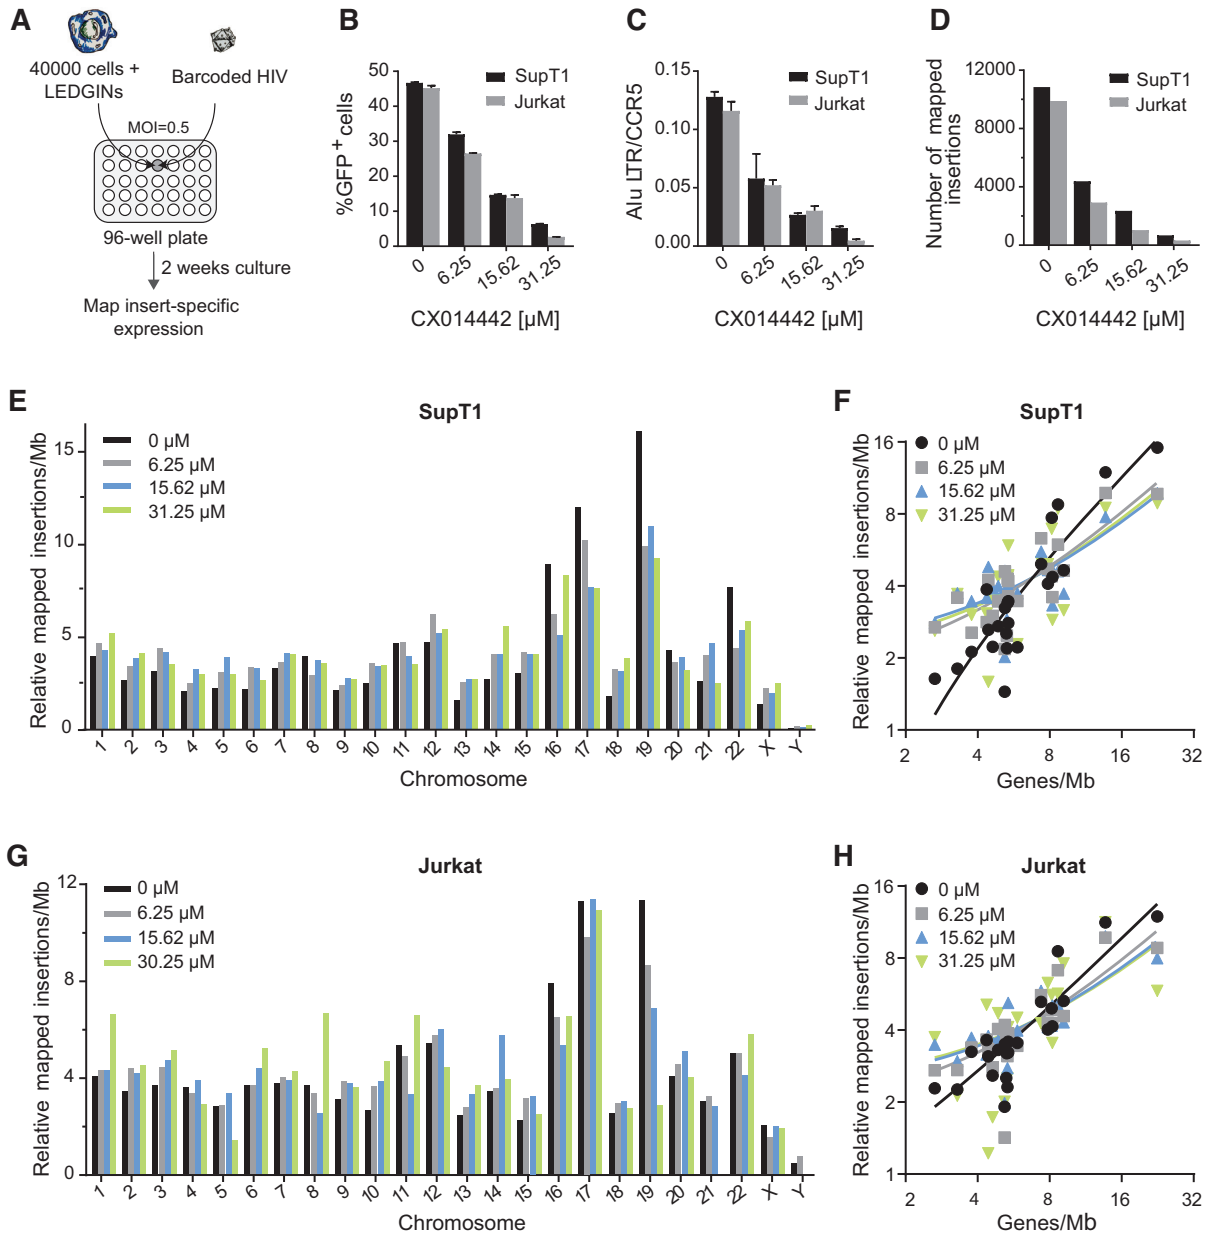 A
40000 cells +
LEDGINs
Barcoded HIV
MOI=0.5
96-well plate
2 weeks culture
Map insert-specific
expression
B
%GFP+ cells
50
40
30
20
10
0
SupT1
Jurkat
0
6.25
15.62
31.25
CX014442 [µM]
C
Alu LTR/CCR5
0.15
0.10
0.05
0.00
SupT1
Jurkat
0
6.25
15.62
31.25
CX014442 [µM]
D
Number of mapped
insertions
12000
8000
4000
0
SupT1
Jurkat
0
6.25
15.62
31.25
CX014442 [µM]
E
SupT1
Relative mapped insertions/Mb
15
10
5
0
0 µM
6.25 µM
15.62 µM
31.25 µM
1 2 3 4 5 6 7 8 9 10 11 12 13 14 15 16 17 18 19 20 21 22 X Y
Chromosome
F
SupT1
Relative mapped insertions/Mb
16
8
4
2
1
0 µM
6.25 µM
15.62 µM
31.25 µM
2 4 8 16 32
Genes/Mb
G
Jurkat
Relative mapped insertions/Mb
12
8
4
0
0 µM
6.25 µM
15.62 µM
30.25 µM
1 2 3 4 5 6 7 8 9 10 11 12 13 14 15 16 17 18 19 20 21 22 X Y
Chromosome
H
Jurkat
Relative mapped insertions/Mb
16
8
4
2
1
0 µM
6.25 µM
15.62 µM
31.25 µM
2 4 8 16 32
Genes/Mb